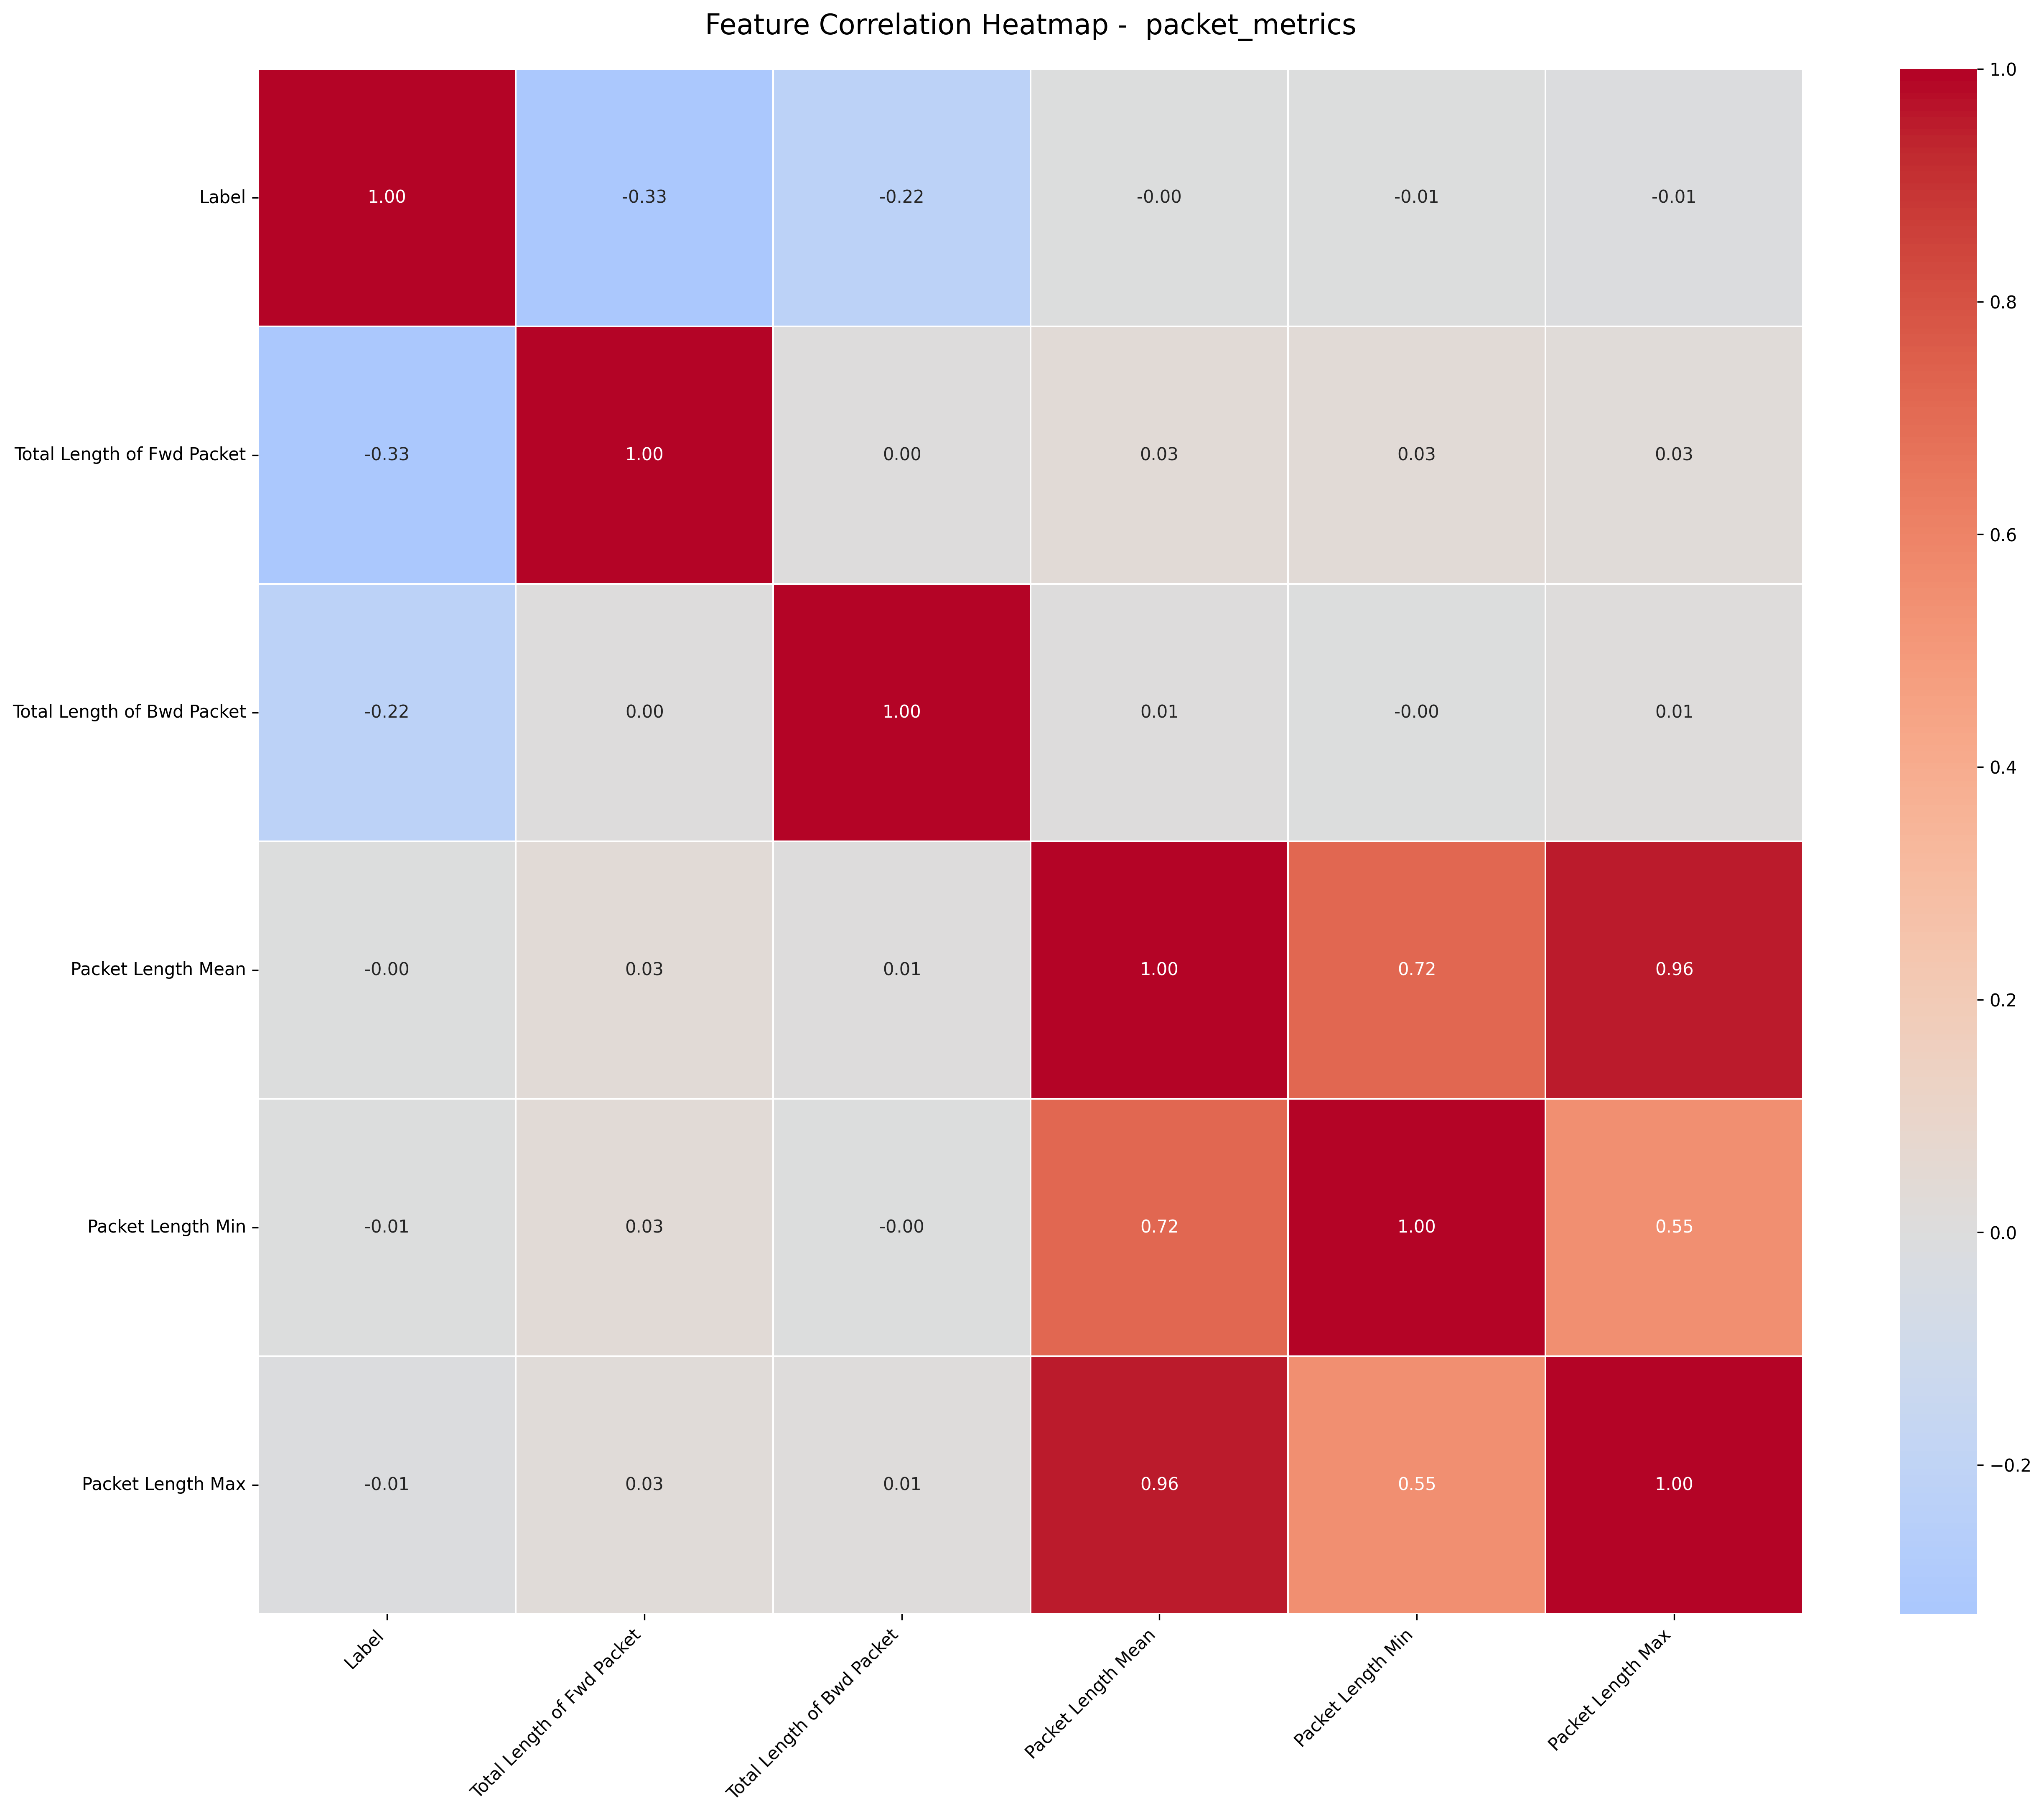 Feature Correlation Heatmap -  packet_metrics
Label
1.00 -0.33 -0.22 -0.00 -0.01 -0.01
Total Length of Fwd Packet
-0.33 1.00 0.00 0.03 0.03 0.03
Total Length of Bwd Packet
-0.22 0.00 1.00 0.01 -0.00 0.01
Packet Length Mean
-0.00 0.03 0.01 1.00 0.72 0.96
Packet Length Min
-0.01 0.03 -0.00 0.72 1.00 0.55
Packet Length Max
-0.01 0.03 0.01 0.96 0.55 1.00
Label
Total Length of Fwd Packet
Total Length of Bwd Packet
Packet Length Mean
Packet Length Min
Packet Length Max
1.0
0.8
0.6
0.4
0.2
0.0
−0.2